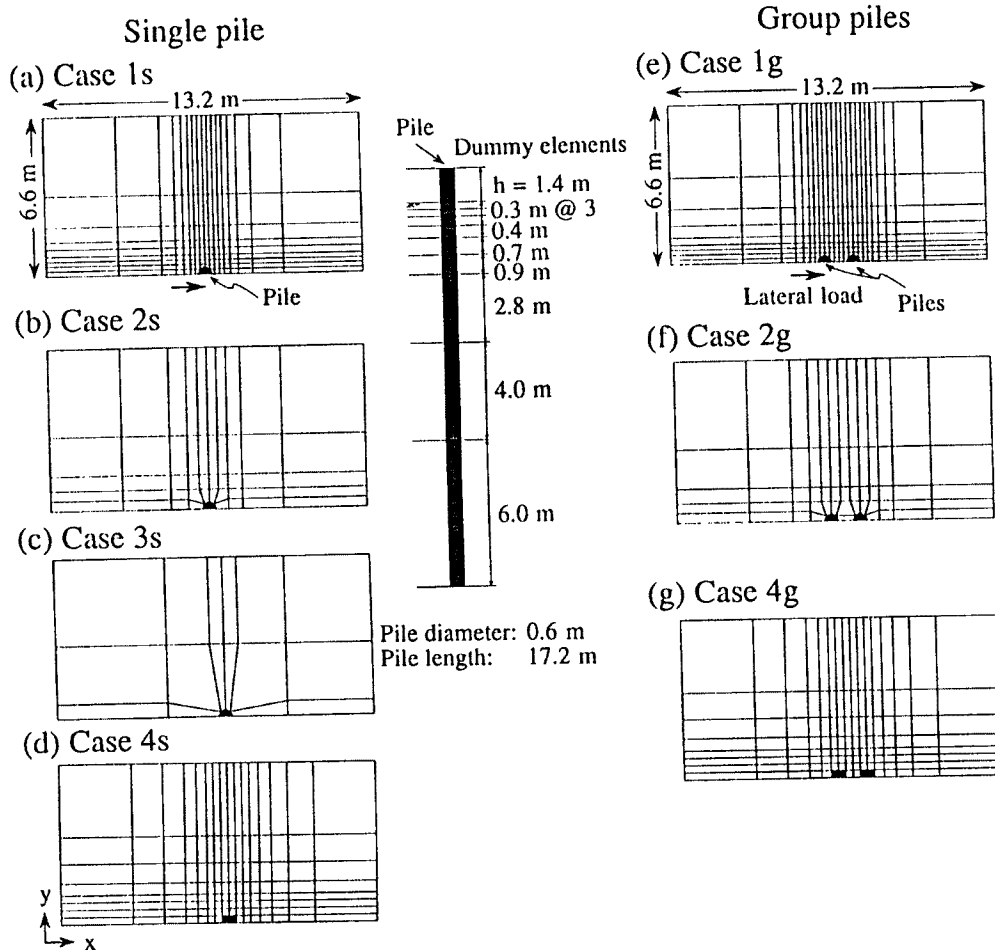 Single pile
(a) Case 1s
13.2 m
6.6 m
Pile
(b) Case 2s
(c) Case 3s
(d) Case 4s
y
x
Pile
Dummy elements
h = 1.4 m
0.3 m @ 3
0.4 m
0.7 m
0.9 m
2.8 m
4.0 m
6.0 m
Pile diameter: 0.6 m
Pile length: 17.2 m
Group piles
(e) Case 1g
13.2 m
6.6 m
Lateral load
Piles
(f) Case 2g
(g) Case 4g